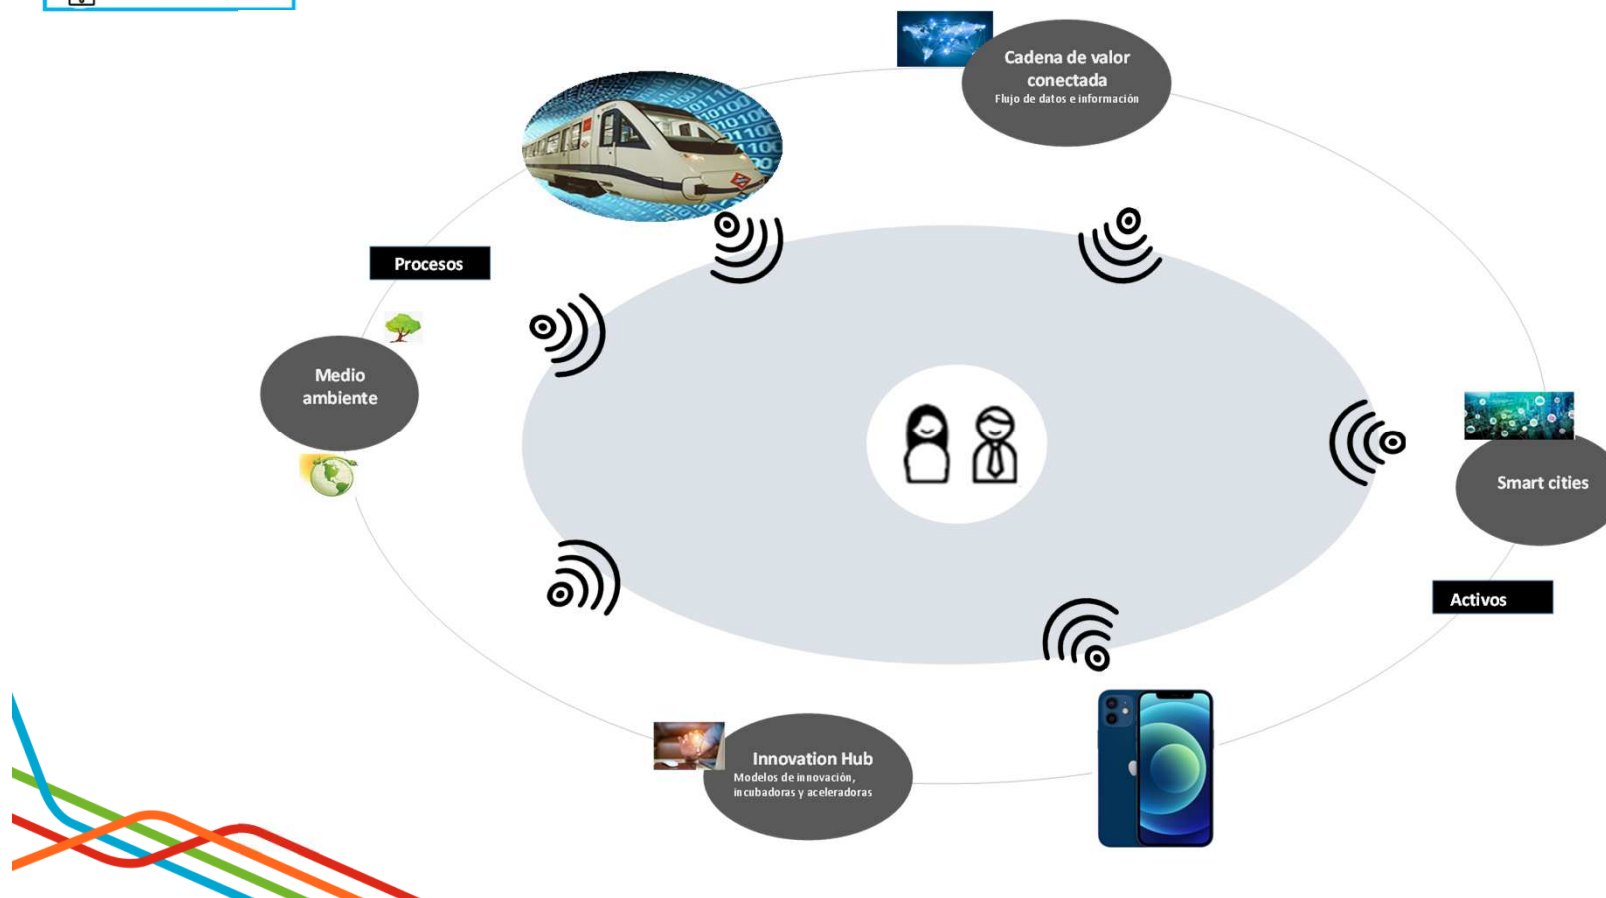 Cadena de valor
conectada
Flujo de datos e información
Procesos
Medio
ambiente
Smart cities
Activos
Innovation Hub
Modelos de innovación,
incubadoras y aceleradoras